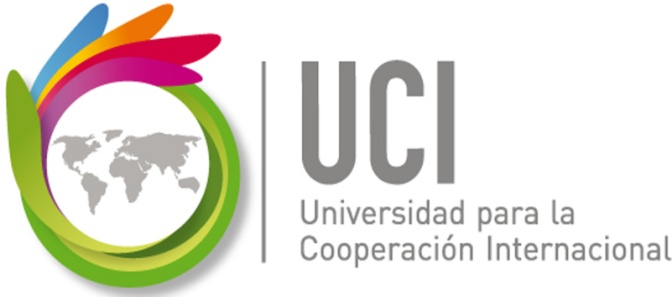 UCI
Universidad para la
Cooperación Internacional